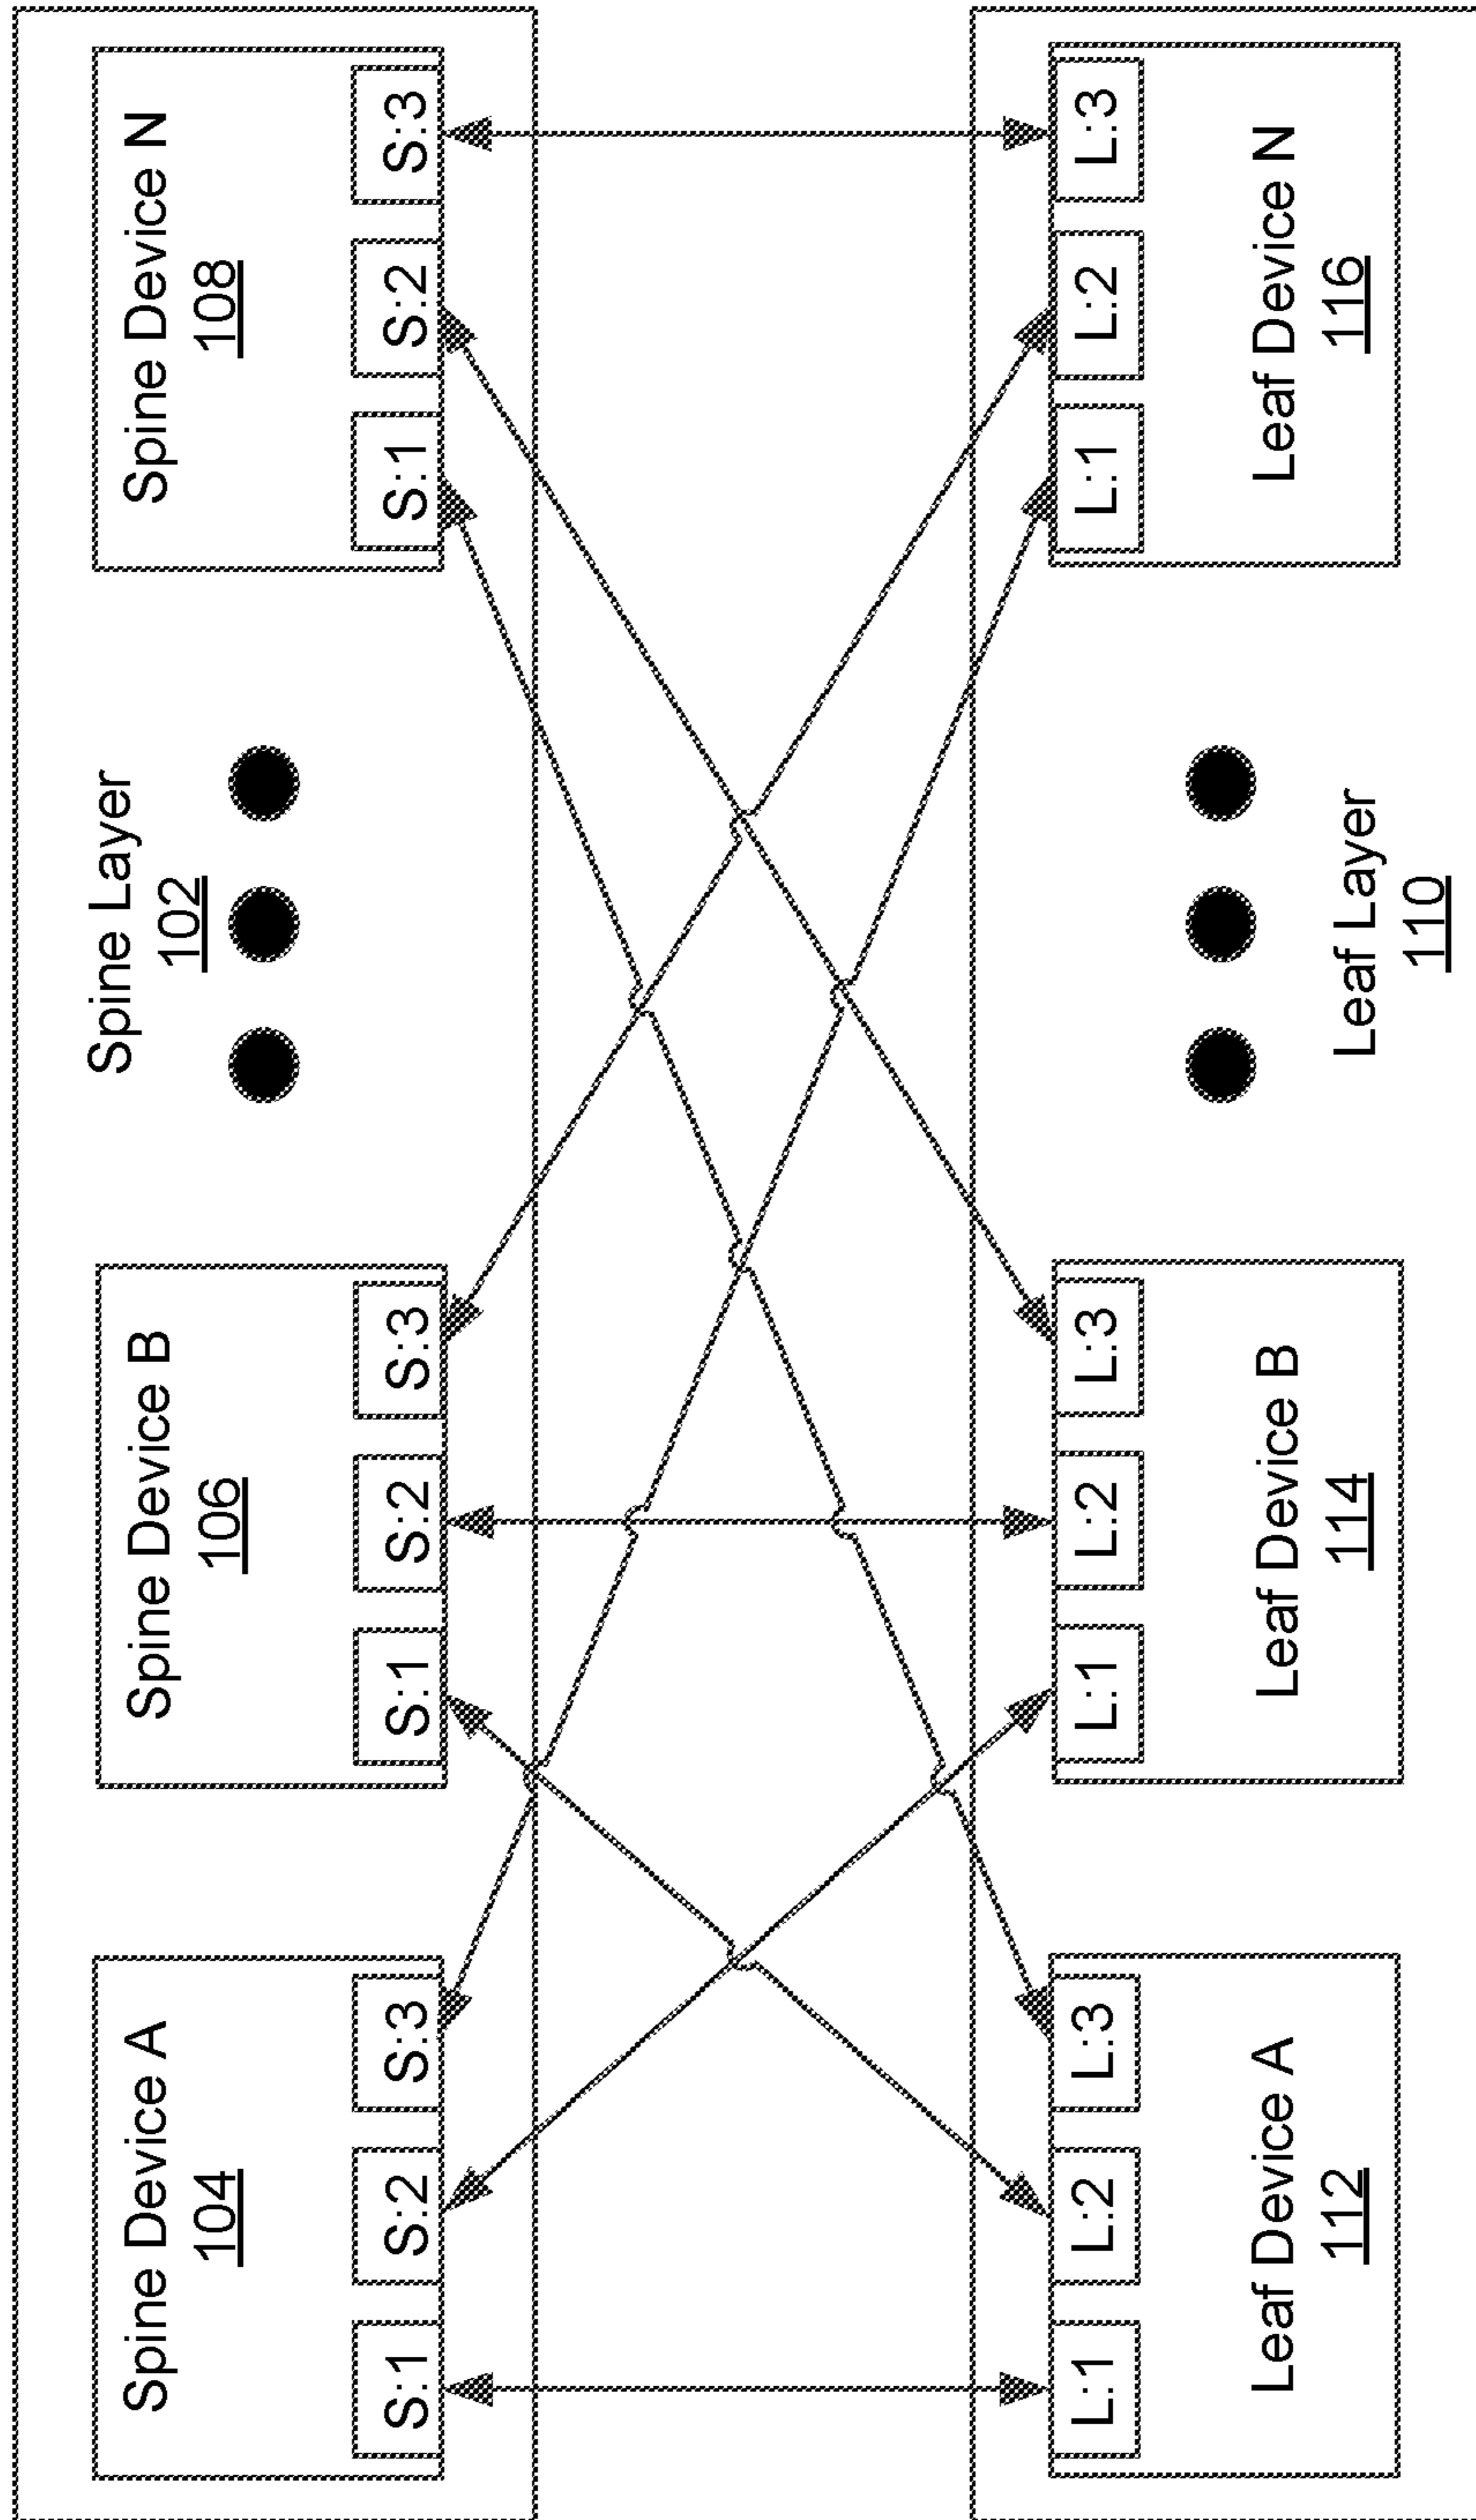 Spine Layer
102
Spine Device A
104
S:1 S:2 S:3
Spine Device B
106
S:1 S:2 S:3
Spine Device N
108
S:1 S:2 S:3
L:1 L:2 L:3
Leaf Device A
112
L:1 L:2 L:3
Leaf Device B
114
L:1 L:2 L:3
Leaf Device N
116
Leaf Layer
110